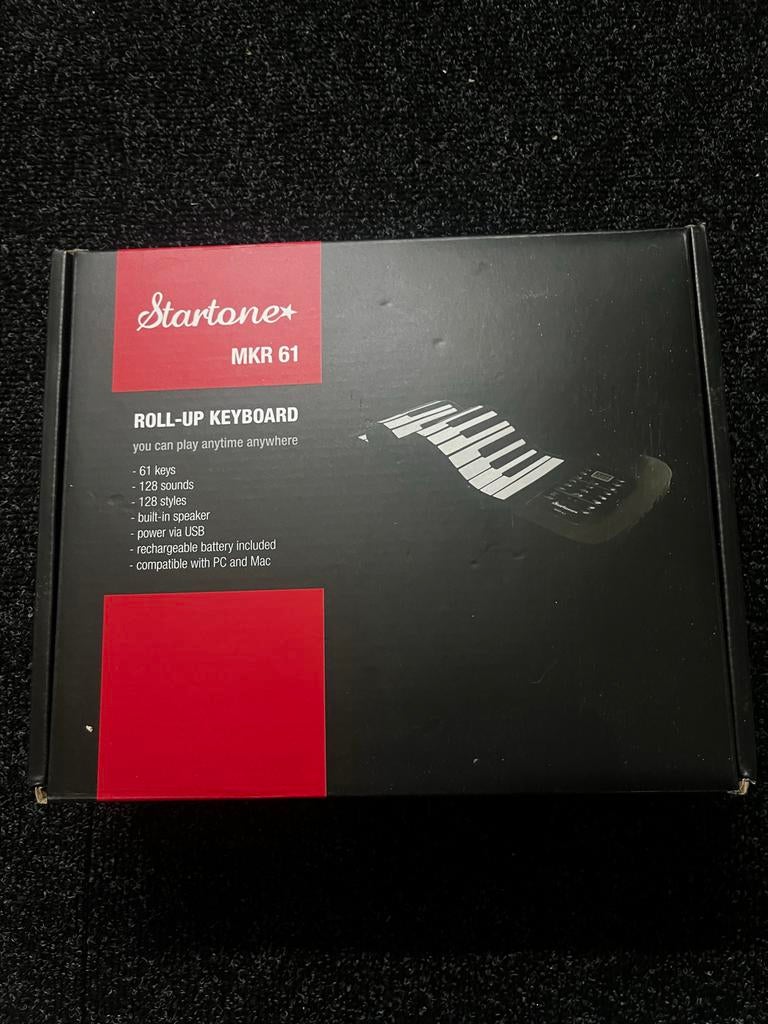 Startone
MKR 61
ROLL-UP KEYBOARD
you can play anytime anywhere
- 61 keys
- 128 sounds
- 128 styles
- built-in speaker
- power via USB
- rechargeable battery included
- compatible with PC and Mac